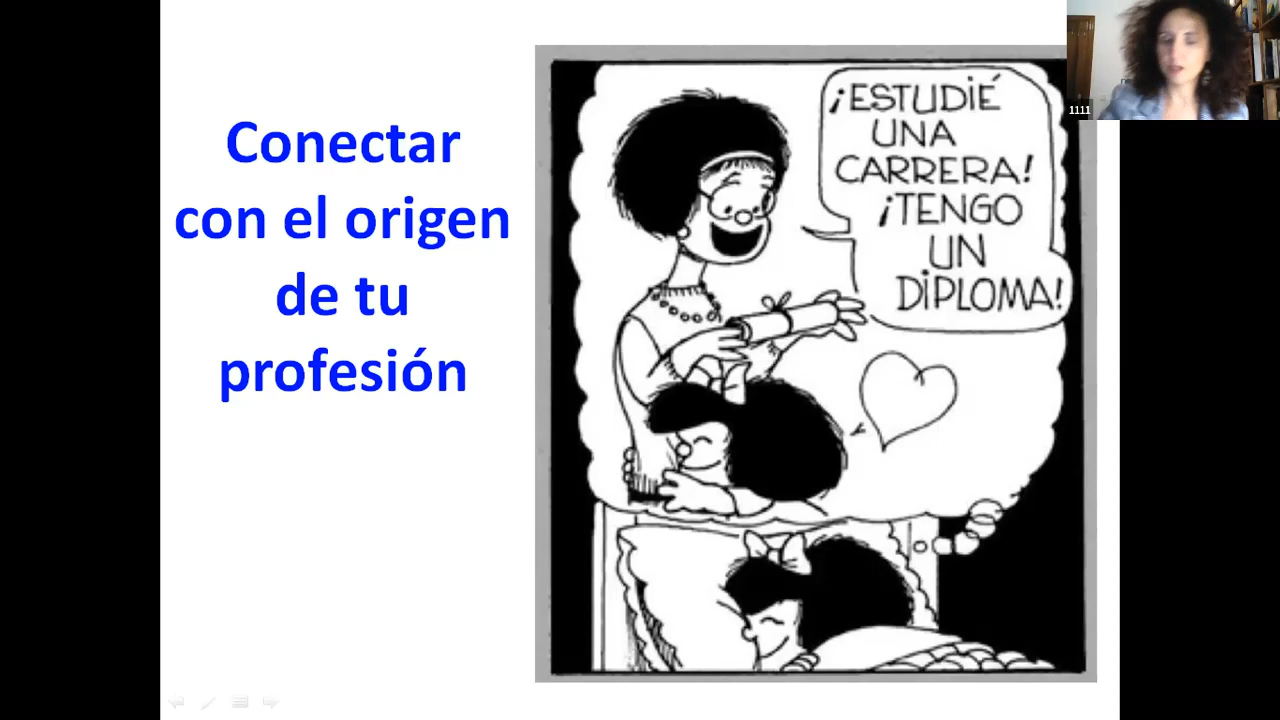 Conectar
con el origen
de tu
profesión
¡ESTUDIÉ
UNA
CARRERA!
¡TENGO
UN
DIPLOMA!
1111